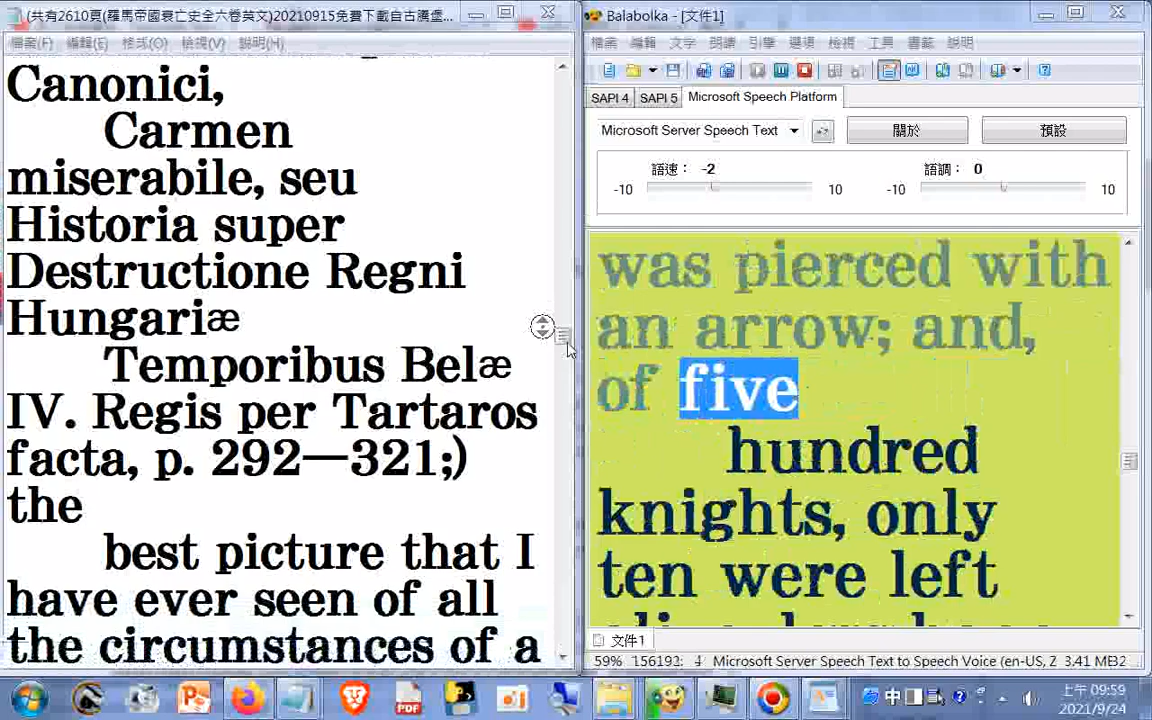 (共有2610頁(羅馬帝國衰亡史全六卷英文)20210915免費下載自古騰堡...
檔案(F) 編輯(E) 格式(O) 檢視(V) 說明(H)
Canonici,
Carmen
miserabile, seu
Historia super
Destructione Regni
Hungariæ
Temporibus Belæ
IV. Regis per Tartaros
facta, p. 292—321;)
the
best picture that I
have ever seen of all
the circumstances of a
Balabolka - [文件1]
檔案 編輯 文字 朗讀 引擎 選項 檢視 工具 書籤 說明
SAPI 4 SAPI 5 Microsoft Speech Platform
Microsoft Server Speech Text 關於 預設
語速： -2 語調： 0
-10 10 -10 10
was pierced with
an arrow; and,
of five
hundred
knights, only
ten were left
文件1
59% 156192: 4 Microsoft Server Speech Text to Speech Voice (en-US, Z 3.41 MB2
中
上午 09:59
2021/9/24